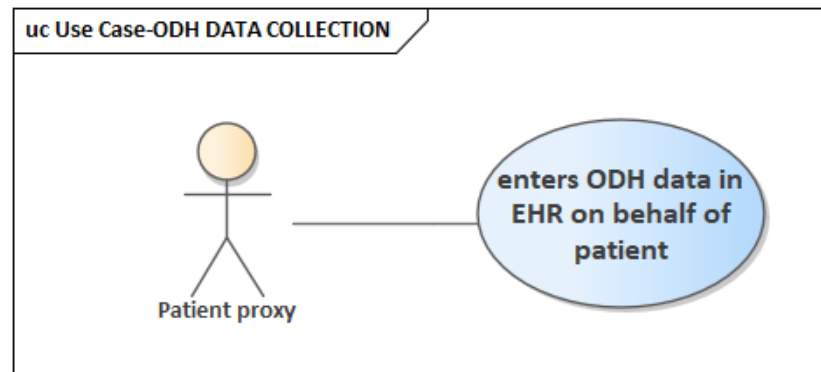 uc Use Case-ODH DATA COLLECTION
enters ODH data in
EHR on behalf of
patient
Patient proxy